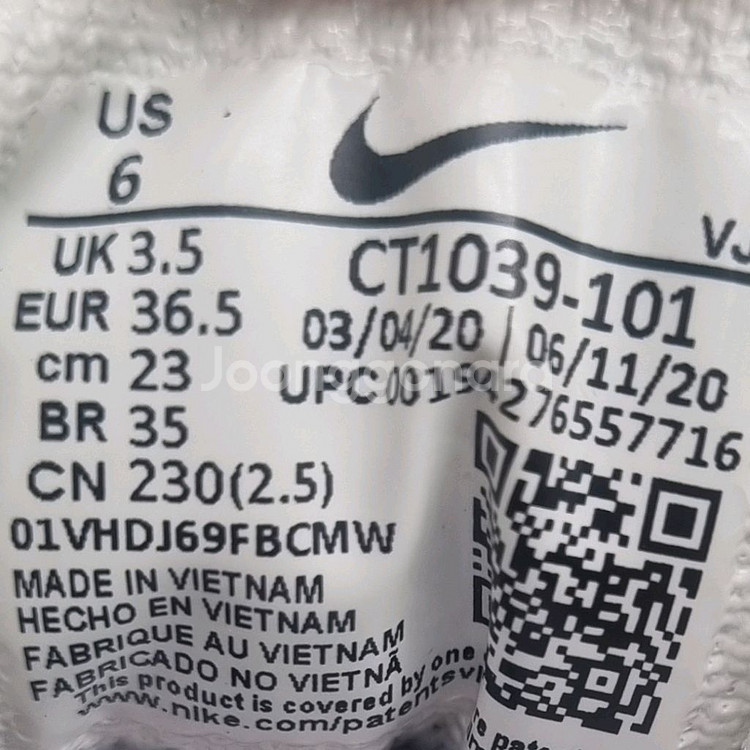 US
6
UK 3.5
EUR 36.5
cm 23
BR 35
CN 230(2.5)
01VHDJ69FBCMW
VJ
CT1039-101
03/04/20 | 06/11/20
276557716
MADE IN VIETNAM
HECHO EN VIETNAM
FABRIQUE AU VIETNAM
FABRICADO NO VIETNÃ
This product is covered by one
www.nike.com/patents
Joonggonara